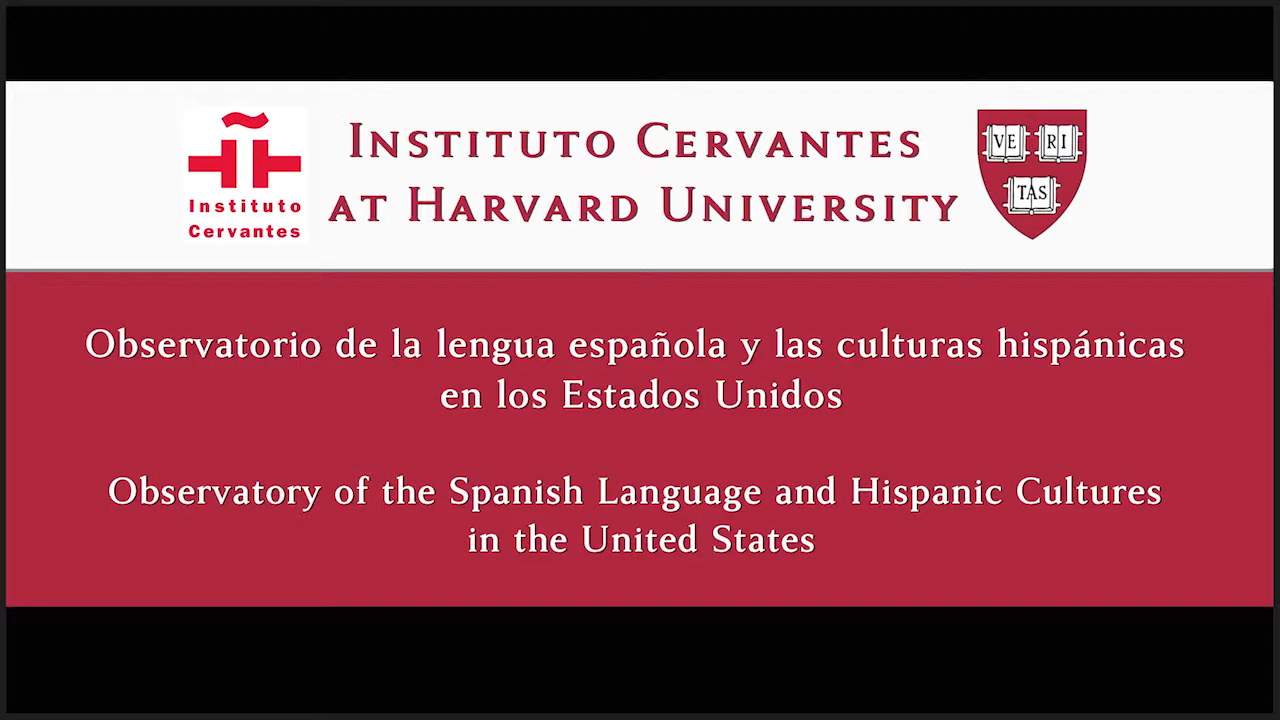 Instituto
Cervantes
INSTITUTO CERVANTES
AT HARVARD UNIVERSITY
VE RI
TAS
Observatorio de la lengua española y las culturas hispánicas
en los Estados Unidos
Observatory of the Spanish Language and Hispanic Cultures
in the United States